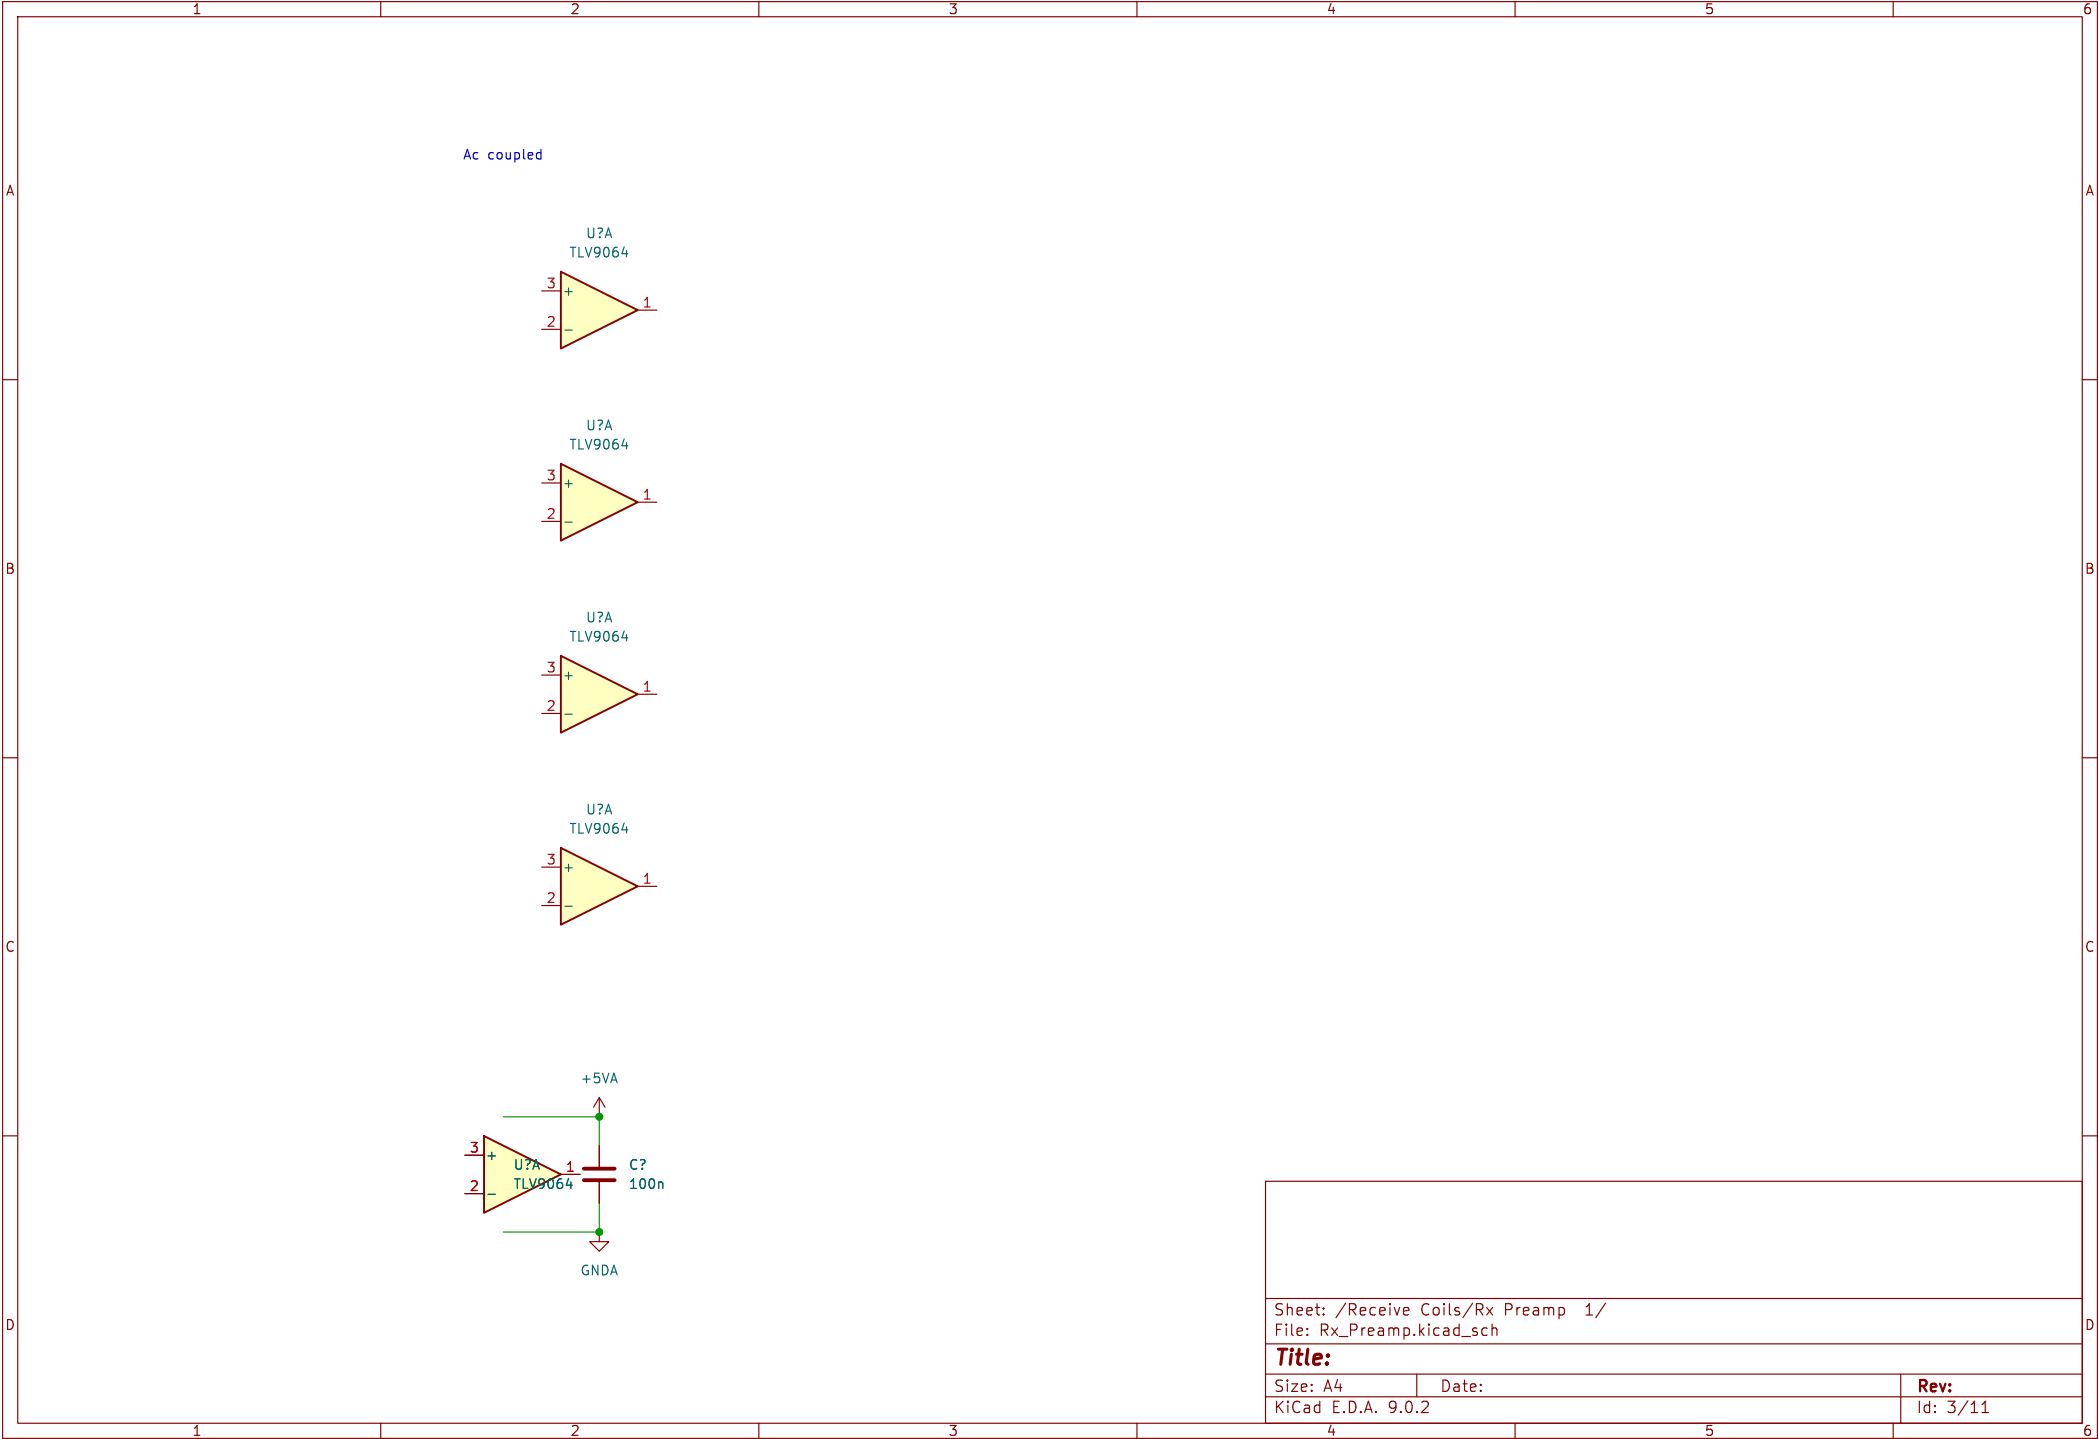 1 2 3 4 5 6
Ac coupled
A A
U?A
TLV9064
3 +
1
2 −
U?A
TLV9064
3 +
1
2 −
B B
U?A
TLV9064
3 +
1
2 −
U?A
TLV9064
3 +
1
2 −
C C
+5VA
3 +
U?A
TLV9064
1
2 −
C?
100n
GNDA
Sheet: /Receive Coils/Rx Preamp  1/
File: Rx_Preamp.kicad_sch
D D
Title:
Size: A4 Date: Rev:
KiCad E.D.A. 9.0.2 Id: 3/11
1 2 3 4 5 6